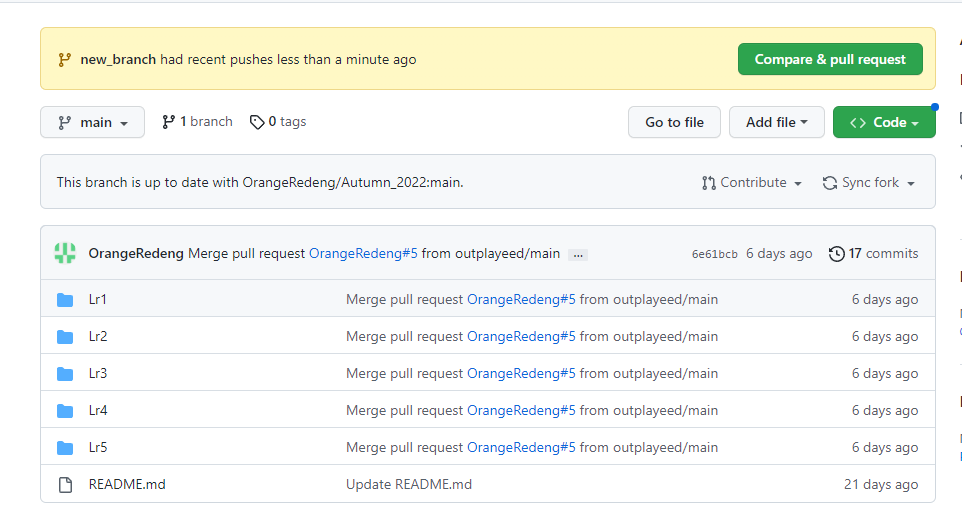 new_branch had recent pushes less than a minute ago Compare & pull request
main 1 branch 0 tags Go to file Add file <> Code
This branch is up to date with OrangeRedeng/Autumn_2022:main. Contribute Sync fork
OrangeRedeng Merge pull request OrangeRedeng#5 from outplayeed/main ... 6e61bcb 6 days ago 17 commits
Lr1 Merge pull request OrangeRedeng#5 from outplayeed/main 6 days ago
Lr2 Merge pull request OrangeRedeng#5 from outplayeed/main 6 days ago
Lr3 Merge pull request OrangeRedeng#5 from outplayeed/main 6 days ago
Lr4 Merge pull request OrangeRedeng#5 from outplayeed/main 6 days ago
Lr5 Merge pull request OrangeRedeng#5 from outplayeed/main 6 days ago
README.md Update README.md 21 days ago